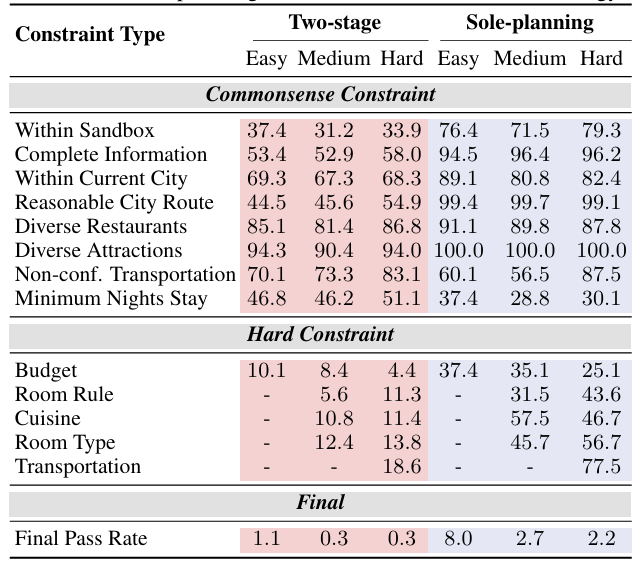 Two-stage Sole-planning
Constraint Type
Easy Medium Hard Easy Medium Hard
Commonsense Constraint
Within Sandbox 37.4 31.2 33.9 76.4 71.5 79.3
Complete Information 53.4 52.9 58.0 94.5 96.4 96.2
Within Current City 69.3 67.3 68.3 89.1 80.8 82.4
Reasonable City Route 44.5 45.6 54.9 99.4 99.7 99.1
Diverse Restaurants 85.1 81.4 86.8 91.1 89.8 87.8
Diverse Attractions 94.3 90.4 94.0 100.0 100.0 100.0
Non-conf. Transportation 70.1 73.3 83.1 60.1 56.5 87.5
Minimum Nights Stay 46.8 46.2 51.1 37.4 28.8 30.1
Hard Constraint
Budget 10.1 8.4 4.4 37.4 35.1 25.1
Room Rule - 5.6 11.3 - 31.5 43.6
Cuisine - 10.8 11.4 - 57.5 46.7
Room Type - 12.4 13.8 - 45.7 56.7
Transportation - - 18.6 - - 77.5
Final
Final Pass Rate 1.1 0.3 0.3 8.0 2.7 2.2